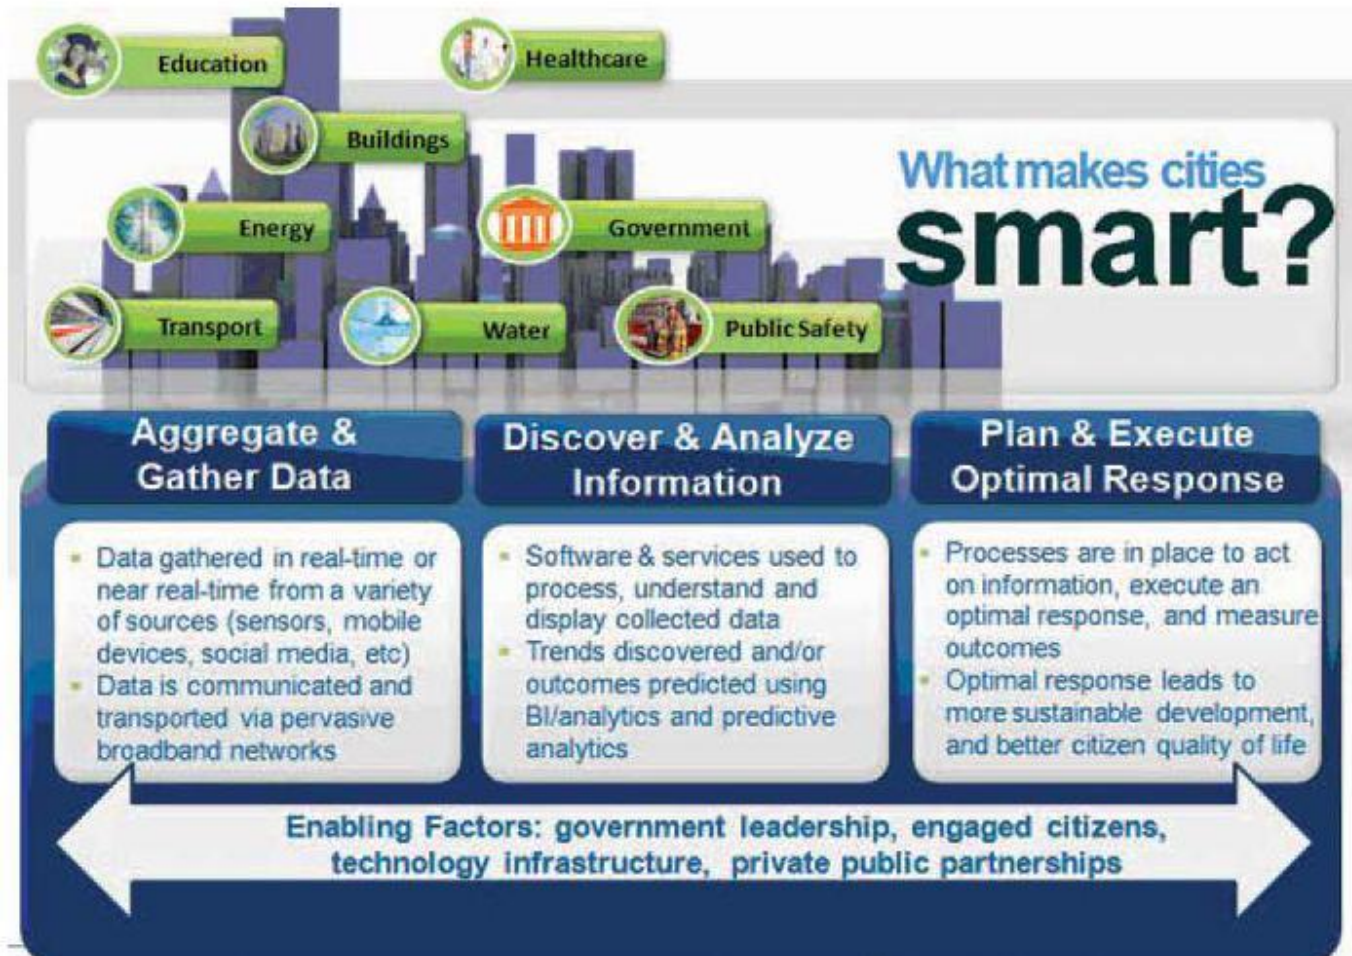 Education
Healthcare
Buildings
What makes cities
smart?
Energy
Government
Transport
Water
Public Safety
Aggregate &
Gather Data
▪ Data gathered in real-time or
near real-time from a variety
of sources (sensors, mobile
devices, social media, etc)
▪ Data is communicated and
transported via pervasive
broadband networks
Discover & Analyze
Information
▪ Software & services used to
process, understand and
display collected data
▪ Trends discovered and/or
outcomes predicted using
BI/analytics and predictive
analytics
Plan & Execute
Optimal Response
▪ Processes are in place to act
on information, execute an
optimal response, and measure
outcomes
▪ Optimal response leads to
more sustainable development,
and better citizen quality of life
Enabling Factors: government leadership, engaged citizens,
technology infrastructure, private public partnerships